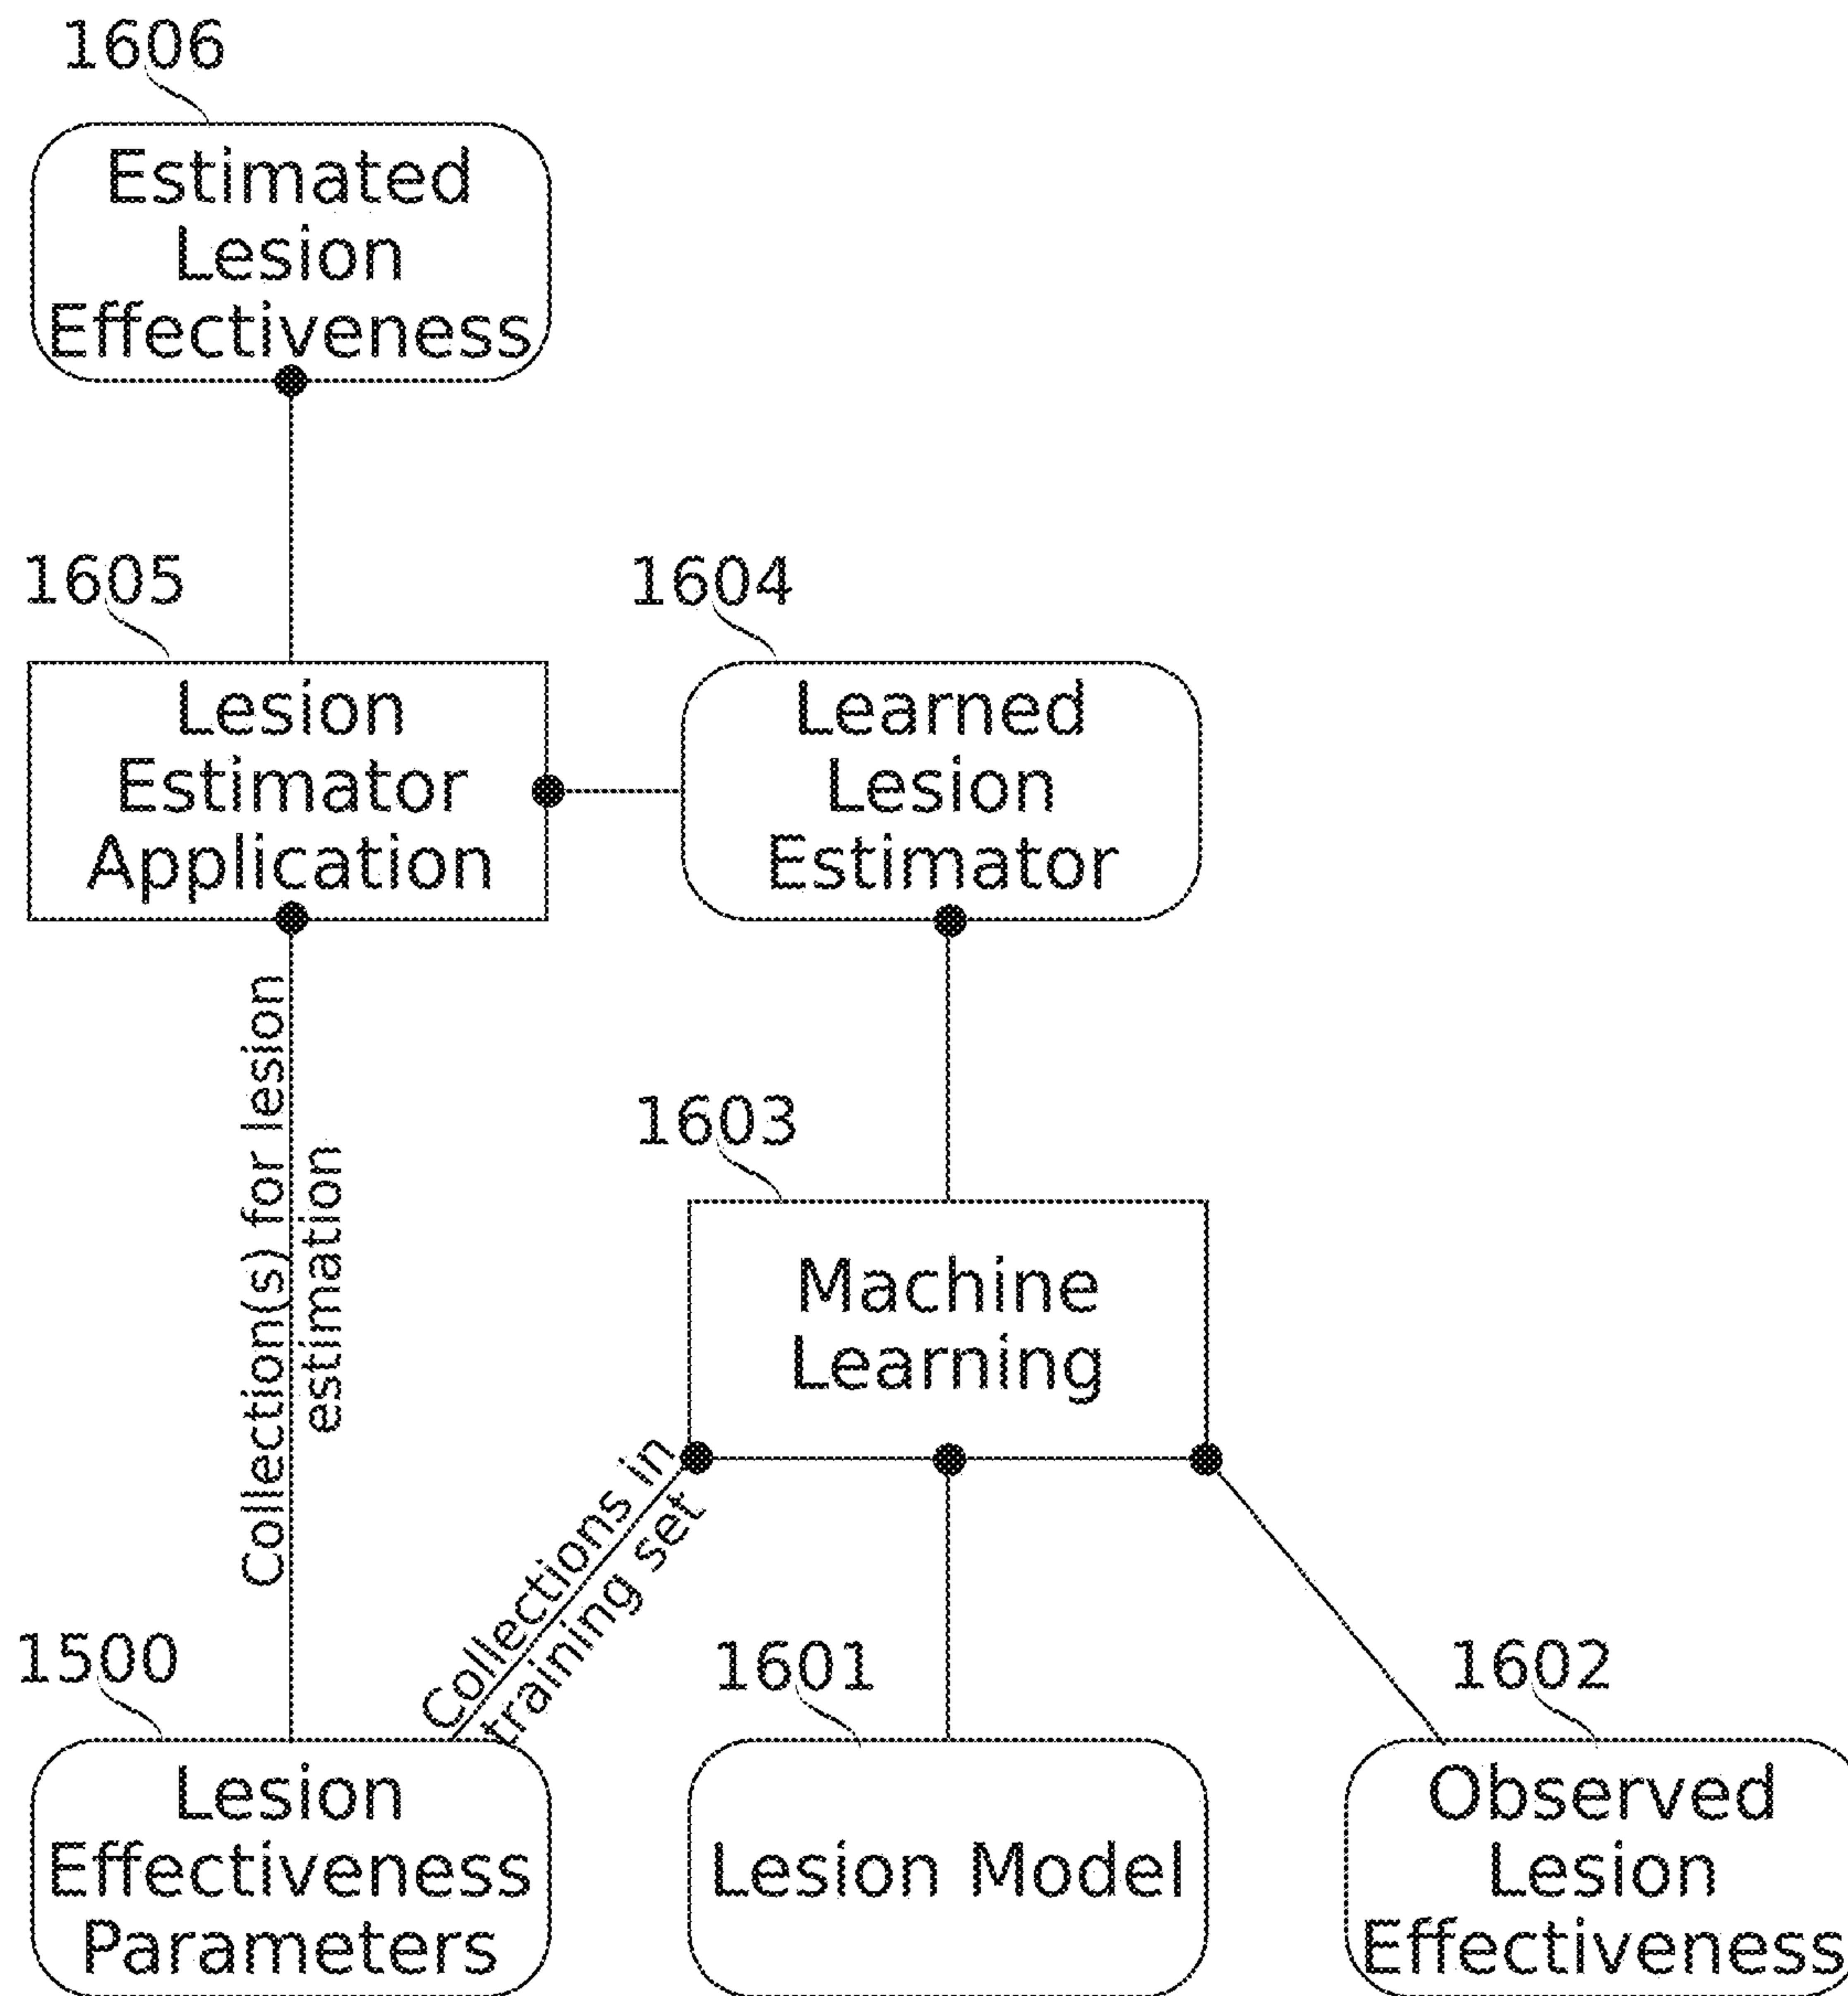 1606
Estimated
Lesion
Effectiveness
1605
Lesion
Estimator
Application
1604
Learned
Lesion
Estimator
Collection(s) for lesion
estimation
1603
Machine
Learning
Collections in
training set
1500
Lesion
Effectiveness
Parameters
1601
Lesion Model
1602
Observed
Lesion
Effectiveness